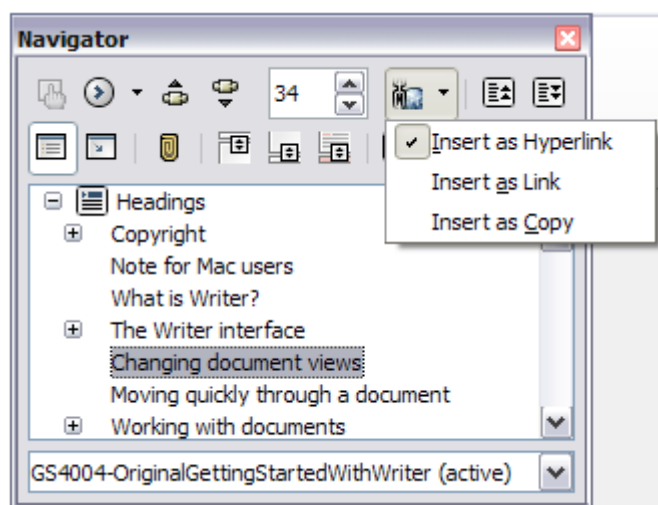 Navigator
34
Insert as Hyperlink
Insert as Link
Insert as Copy
Headings
Copyright
Note for Mac users
What is Writer?
The Writer interface
Changing document views
Moving quickly through a document
Working with documents
GS4004-OriginalGettingStartedWithWriter (active)